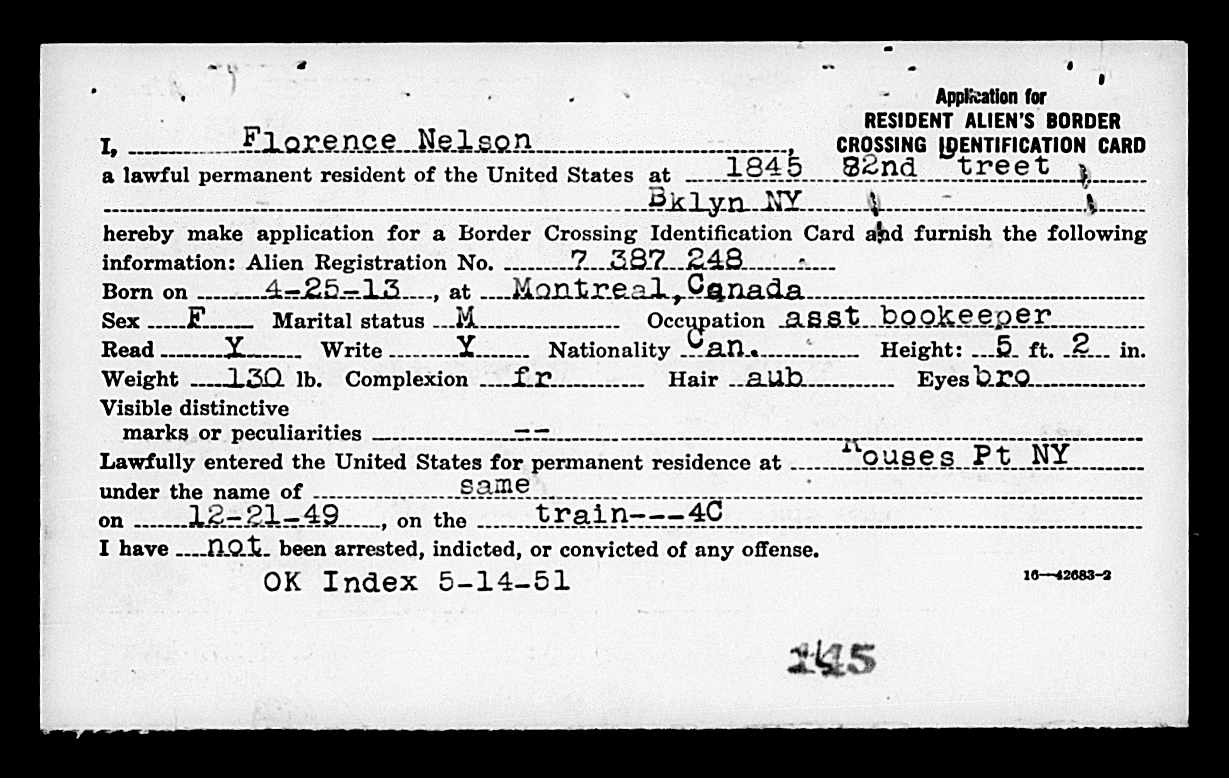 Application for
RESIDENT ALIEN'S BORDER
CROSSING IDENTIFICATION CARD
I, Florence Nelson,
a lawful permanent resident of the United States at 1845 82nd Street
Bklyn NY
hereby make application for a Border Crossing Identification Card and furnish the following
information: Alien Registration No. 7 387 248
Born on 4-25-13, at Montreal, Canada
Sex F Marital status M Occupation asst bookeeper
Read Y Write Y Nationality Can. Height: 5 ft. 2 in.
Weight 130 lb. Complexion fr Hair aub Eyes bro
Visible distinctive
marks or peculiarities --
Lawfully entered the United States for permanent residence at Rouses Pt NY
under the name of same
on 12-21-49, on the train---4C
I have not been arrested, indicted, or convicted of any offense.
OK Index 5-14-51
16—42683-2